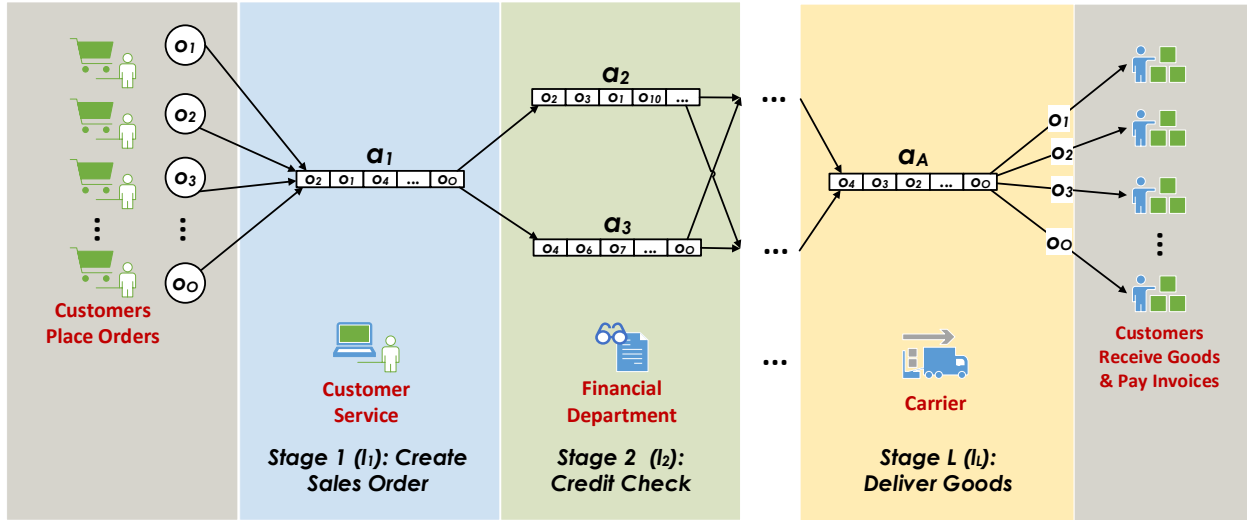 o1
o2
o3
⋮ ⋮
oO
Customers
Place Orders
a1
o2 o1 o4 ... oO
Customer
Service
Stage 1 (l1): Create
Sales Order
a2
o2 o3 o1 o10 ...
a3
o4 o6 o7 ... oO
Financial
Department
Stage 2 (l2):
Credit Check
...
...
...
aA
o4 o3 o2 ... oO
Carrier
Stage L (lL):
Deliver Goods
o1
o2
o3
oO
⋮
Customers
Receive Goods
& Pay Invoices